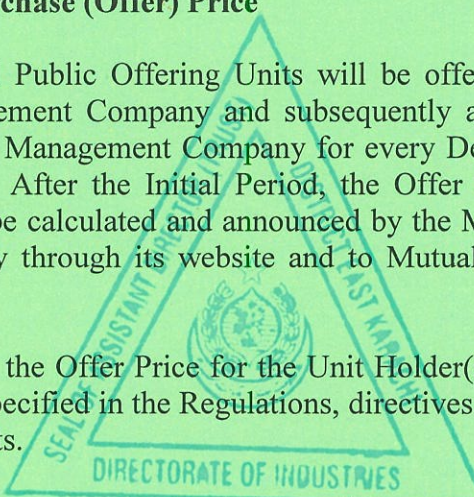 chase (Offer) Price
Public Offering Units will be offe
ement Company and subsequently a
Management Company for every De
After the Initial Period, the Offer
be calculated and announced by the M
y through its website and to Mutual
the Offer Price for the Unit Holder(
pecified in the Regulations, directives
ts.
SEAL OF ASSISTANT DIRECTOR (TRUST)
DISTRICT EAST KARACHI
DIRECTORATE OF INDUSTRIES